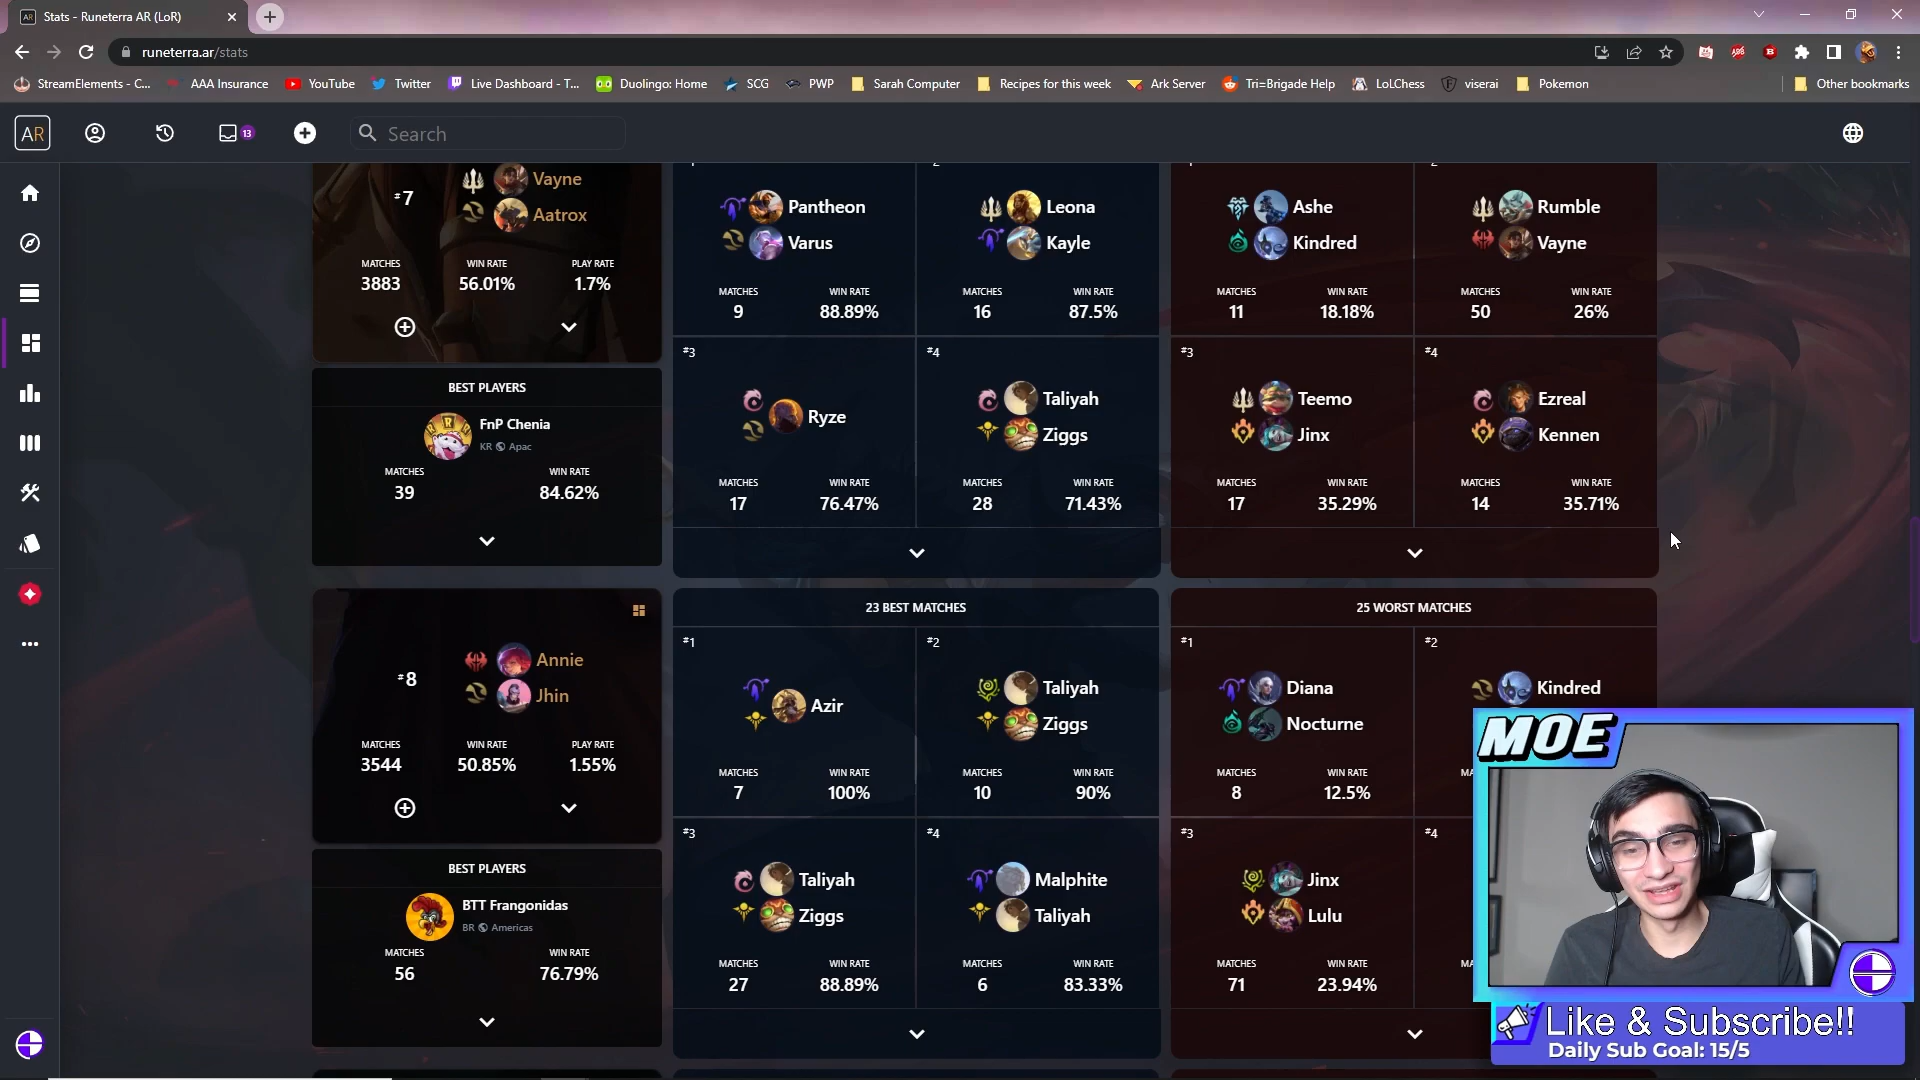 Stats - Runeterra AR (LoR)
runeterra.ar/stats
StreamElements - C...
AAA Insurance
YouTube
Twitter
Live Dashboard - T...
Duolingo: Home
SCG
PWP
Sarah Computer
Recipes for this week
Ark Server
Tri=Brigade Help
LoLChess
viserai
Pokemon
Other bookmarks
AR
13
Search
#7
Vayne
Aatrox
MATCHES WIN RATE PLAY RATE
3883 56.01% 1.7%
BEST PLAYERS
FnP Chenia
KR Apac
MATCHES WIN RATE
39 84.62%
Pantheon
Varus
MATCHES WIN RATE
9 88.89%
Leona
Kayle
MATCHES WIN RATE
16 87.5%
#3
Ryze
MATCHES WIN RATE
17 76.47%
#4
Taliyah
Ziggs
MATCHES WIN RATE
28 71.43%
Ashe
Kindred
MATCHES WIN RATE
11 18.18%
Rumble
Vayne
MATCHES WIN RATE
50 26%
#3
Teemo
Jinx
MATCHES WIN RATE
17 35.29%
#4
Ezreal
Kennen
MATCHES WIN RATE
14 35.71%
#8
Annie
Jhin
MATCHES WIN RATE PLAY RATE
3544 50.85% 1.55%
BEST PLAYERS
BTT Frangonidas
BR Americas
MATCHES WIN RATE
56 76.79%
23 BEST MATCHES
#1
Azir
MATCHES WIN RATE
7 100%
#2
Taliyah
Ziggs
MATCHES WIN RATE
10 90%
#3
Taliyah
Ziggs
MATCHES WIN RATE
27 88.89%
#4
Malphite
Taliyah
MATCHES WIN RATE
6 83.33%
25 WORST MATCHES
#1
Diana
Nocturne
MATCHES WIN RATE
8 12.5%
#2
Kindred
#3
Jinx
Lulu
MATCHES WIN RATE
71 23.94%
#4
MOE
Like & Subscribe!!
Daily Sub Goal: 15/5